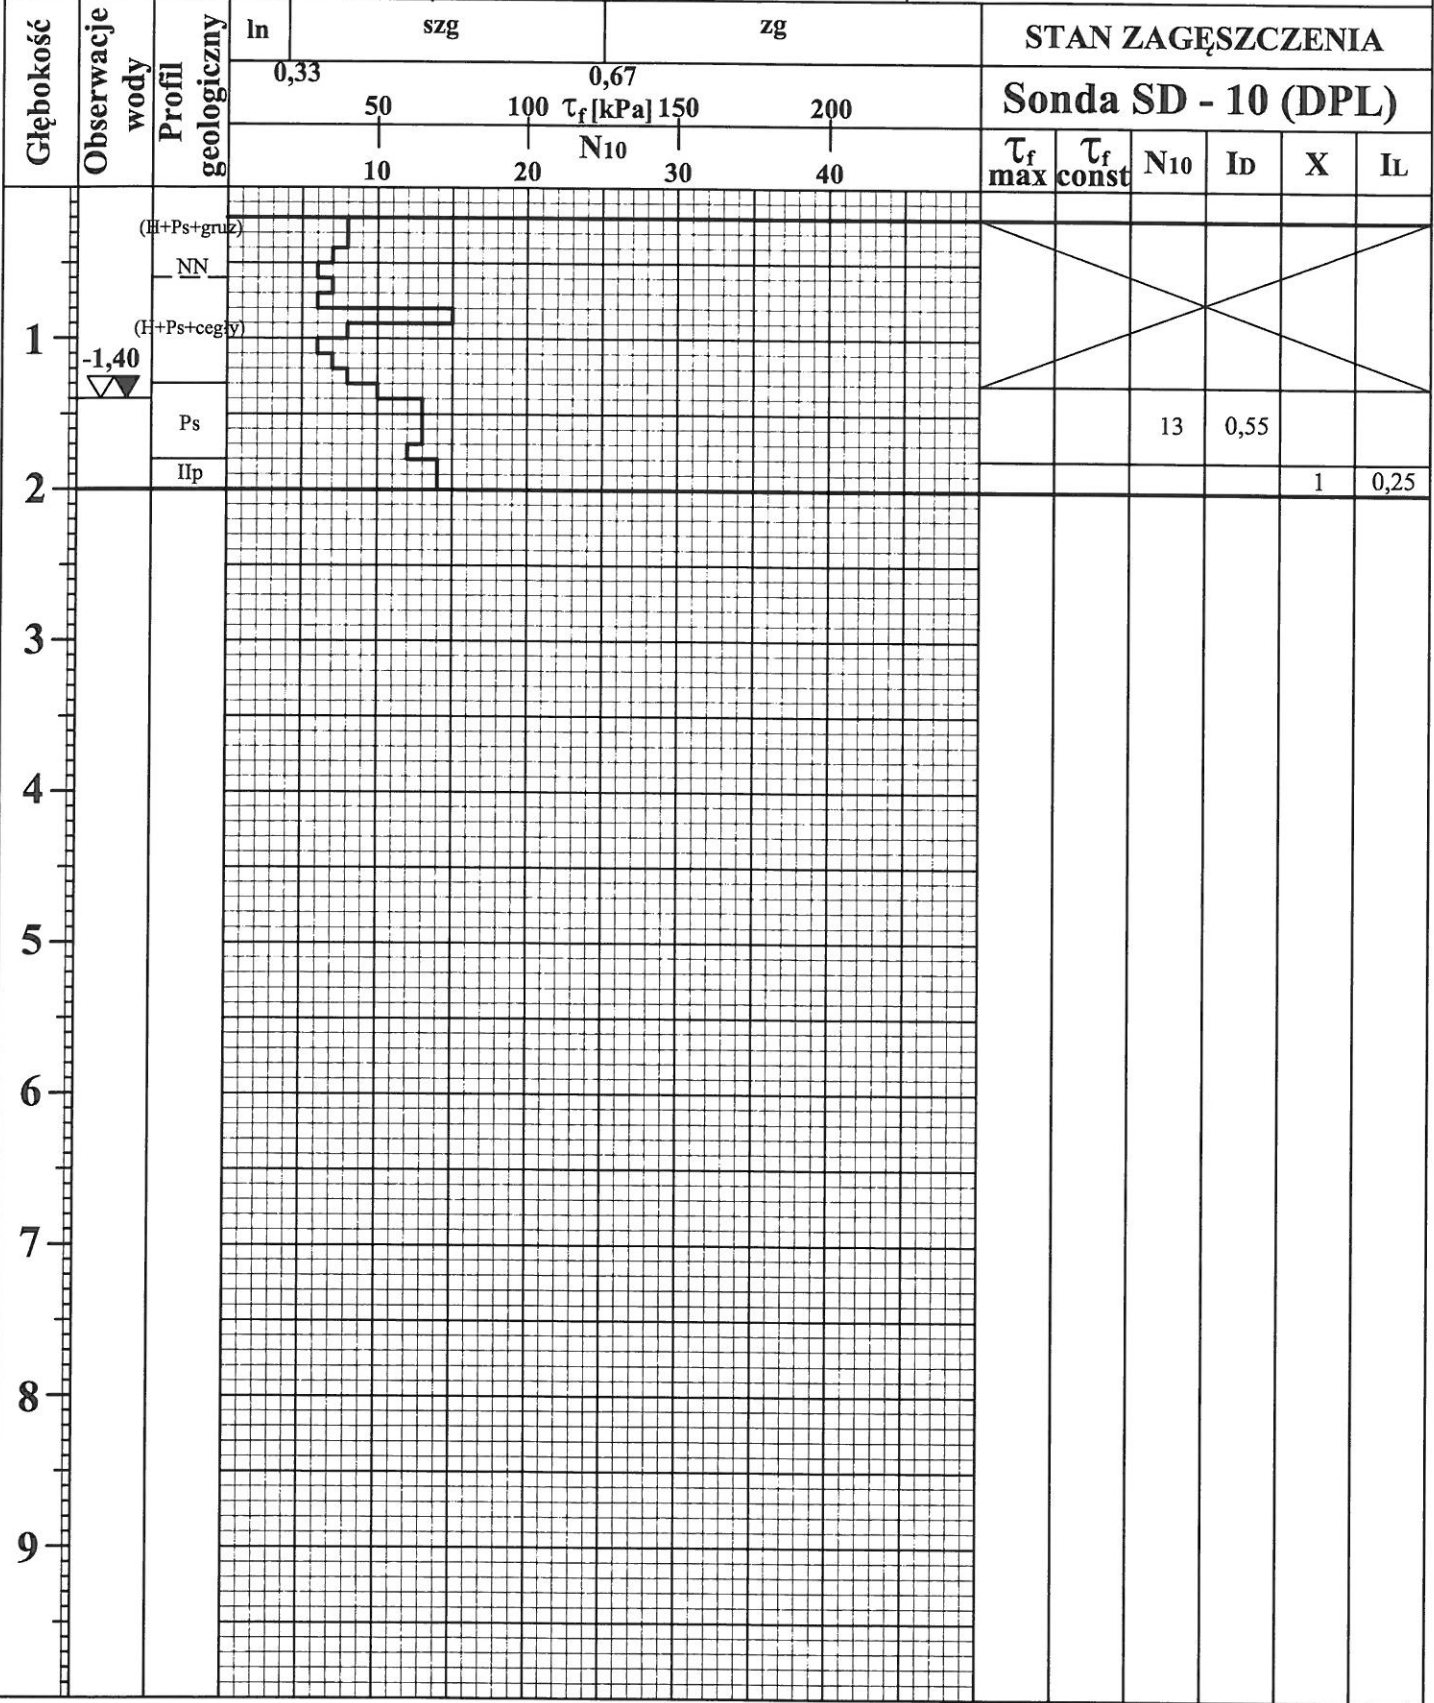 Głębokość
Obserwacje
wody
Profil
geologiczny
ln szg zg
0,33 0,67
50 100 τf [kPa] 150 200
N10
10 20 30 40
STAN ZAGĘSZCZENIA
Sonda SD - 10 (DPL)
τf max τf const N10 ID X IL
(H+Ps+gruz)
NN
(H+Ps+cegły)
1
-1,40
Ps
13 0,55
IIp
2
1 0,25
3
4
5
6
7
8
9